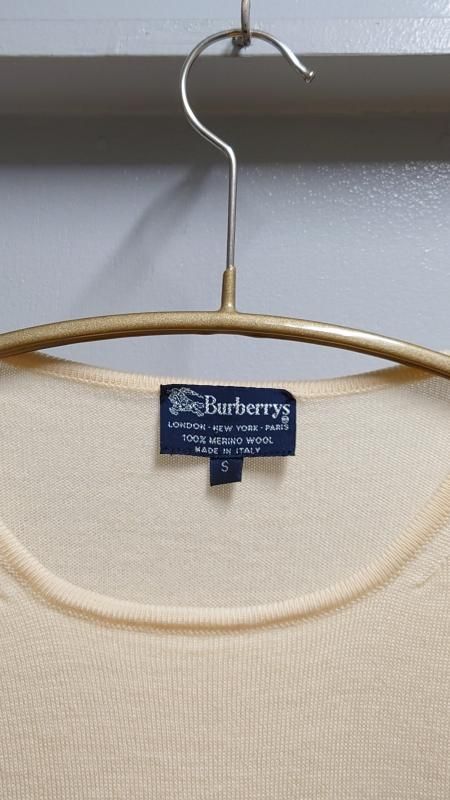 Burberrys®
LONDON · NEW YORK · PARIS
100% MERINO WOOL
MADE IN ITALY
S